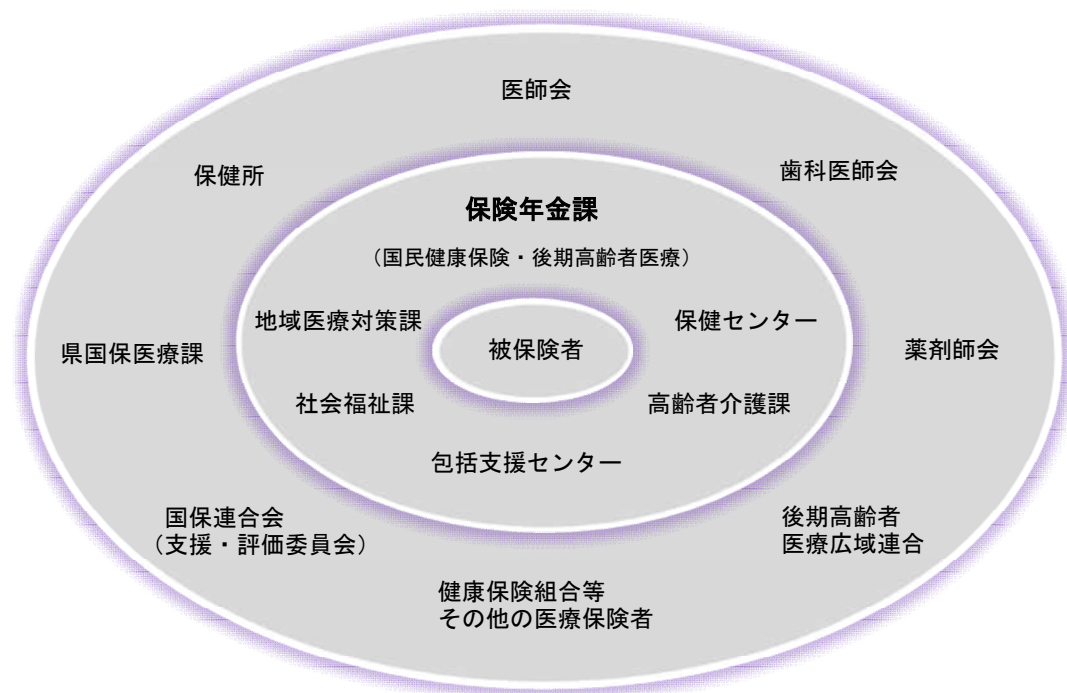 医師会
保健所
歯科医師会
保険年金課
（国民健康保険・後期高齢者医療）
地域医療対策課
保健センター
被保険者
県国保医療課
薬剤師会
社会福祉課
高齢者介護課
包括支援センター
国保連合会
（支援・評価委員会）
後期高齢者
医療広域連合
健康保険組合等
その他の医療保険者